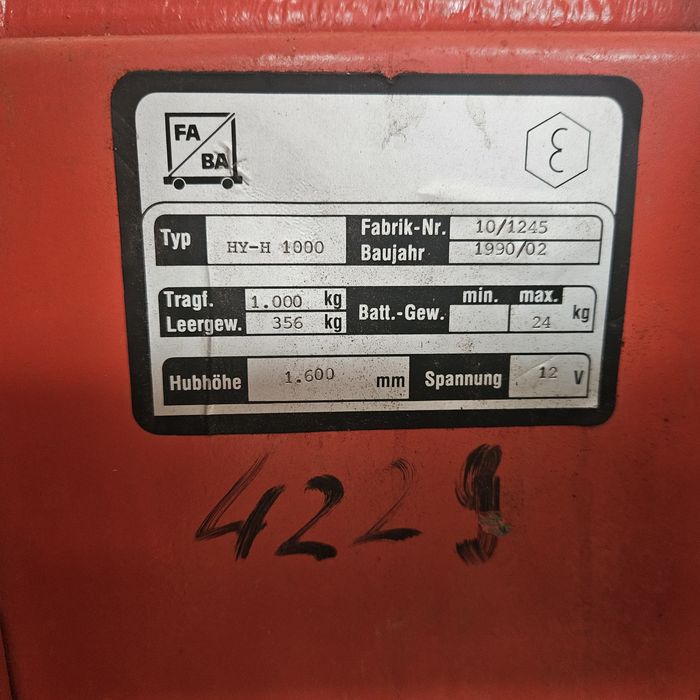 FA
BA
ε
Typ HY-H 1000 Fabrik-Nr. 10/1245
Baujahr 1990/02
Tragf. 1.000 kg
Leergew. 356 kg
Batt.-Gew. min. max.
24 kg
Hubhöhe 1.600 mm Spannung 12 V
4229